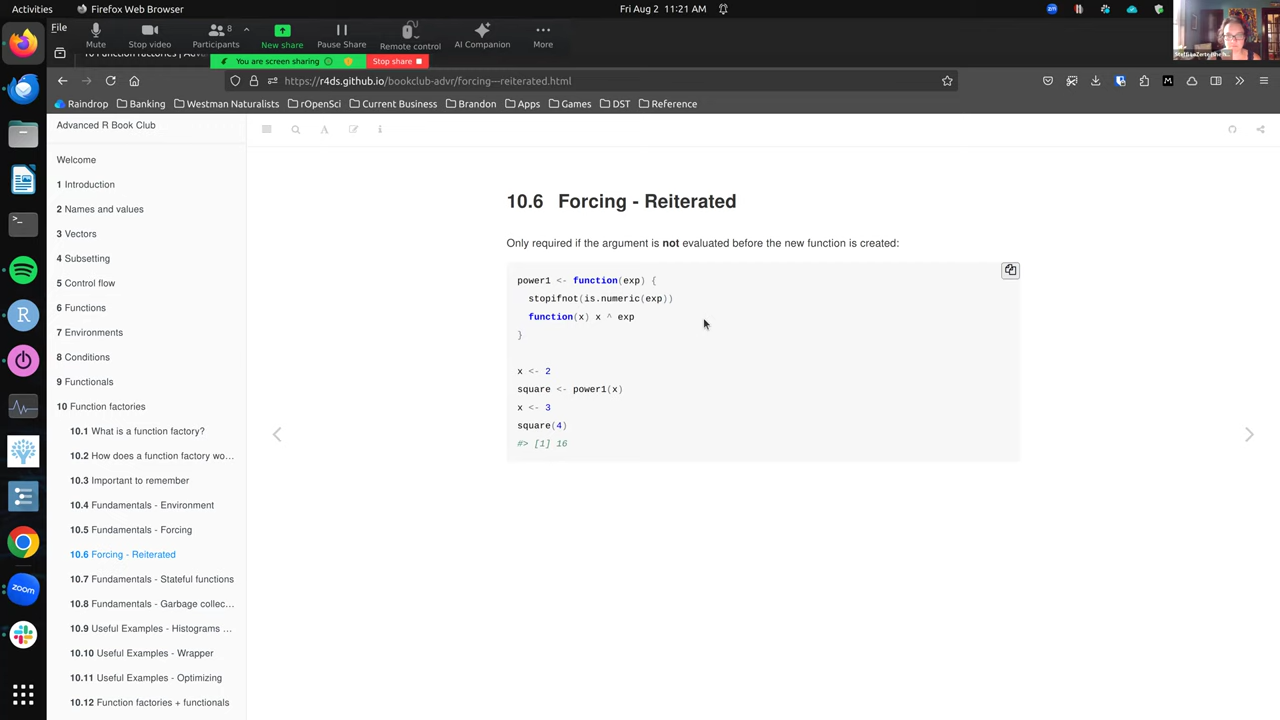 Activities
Firefox Web Browser
Fri Aug 2 11:21 AM
File
Mute
Stop video
8
Participants
New share
Pause Share
Remote control
AI Companion
More
You are screen sharing
Stop share
https://r4ds.github.io/bookclub-advr/forcing--reiterated.html
Raindrop
Banking
Westman Naturalists
rOpenSci
Current Business
Brandon
Apps
Games
DST
Reference
Advanced R Book Club
Welcome
1 Introduction
2 Names and values
3 Vectors
4 Subsetting
5 Control flow
6 Functions
7 Environments
8 Conditions
9 Functionals
10 Function factories
10.1 What is a function factory?
10.2 How does a function factory wo...
10.3 Important to remember
10.4 Fundamentals - Environment
10.5 Fundamentals - Forcing
10.6 Forcing - Reiterated
10.7 Fundamentals - Stateful functions
10.8 Fundamentals - Garbage collec...
10.9 Useful Examples - Histograms ...
10.10 Useful Examples - Wrapper
10.11 Useful Examples - Optimizing
10.12 Function factories + functionals
10.6 Forcing - Reiterated
Only required if the argument is not evaluated before the new function is created:
power1 <- function(exp) {
stopifnot(is.numeric(exp))
function(x) x ^ exp
}
x <- 2
square <- power1(x)
x <- 3
square(4)
#> [1] 16
zoom